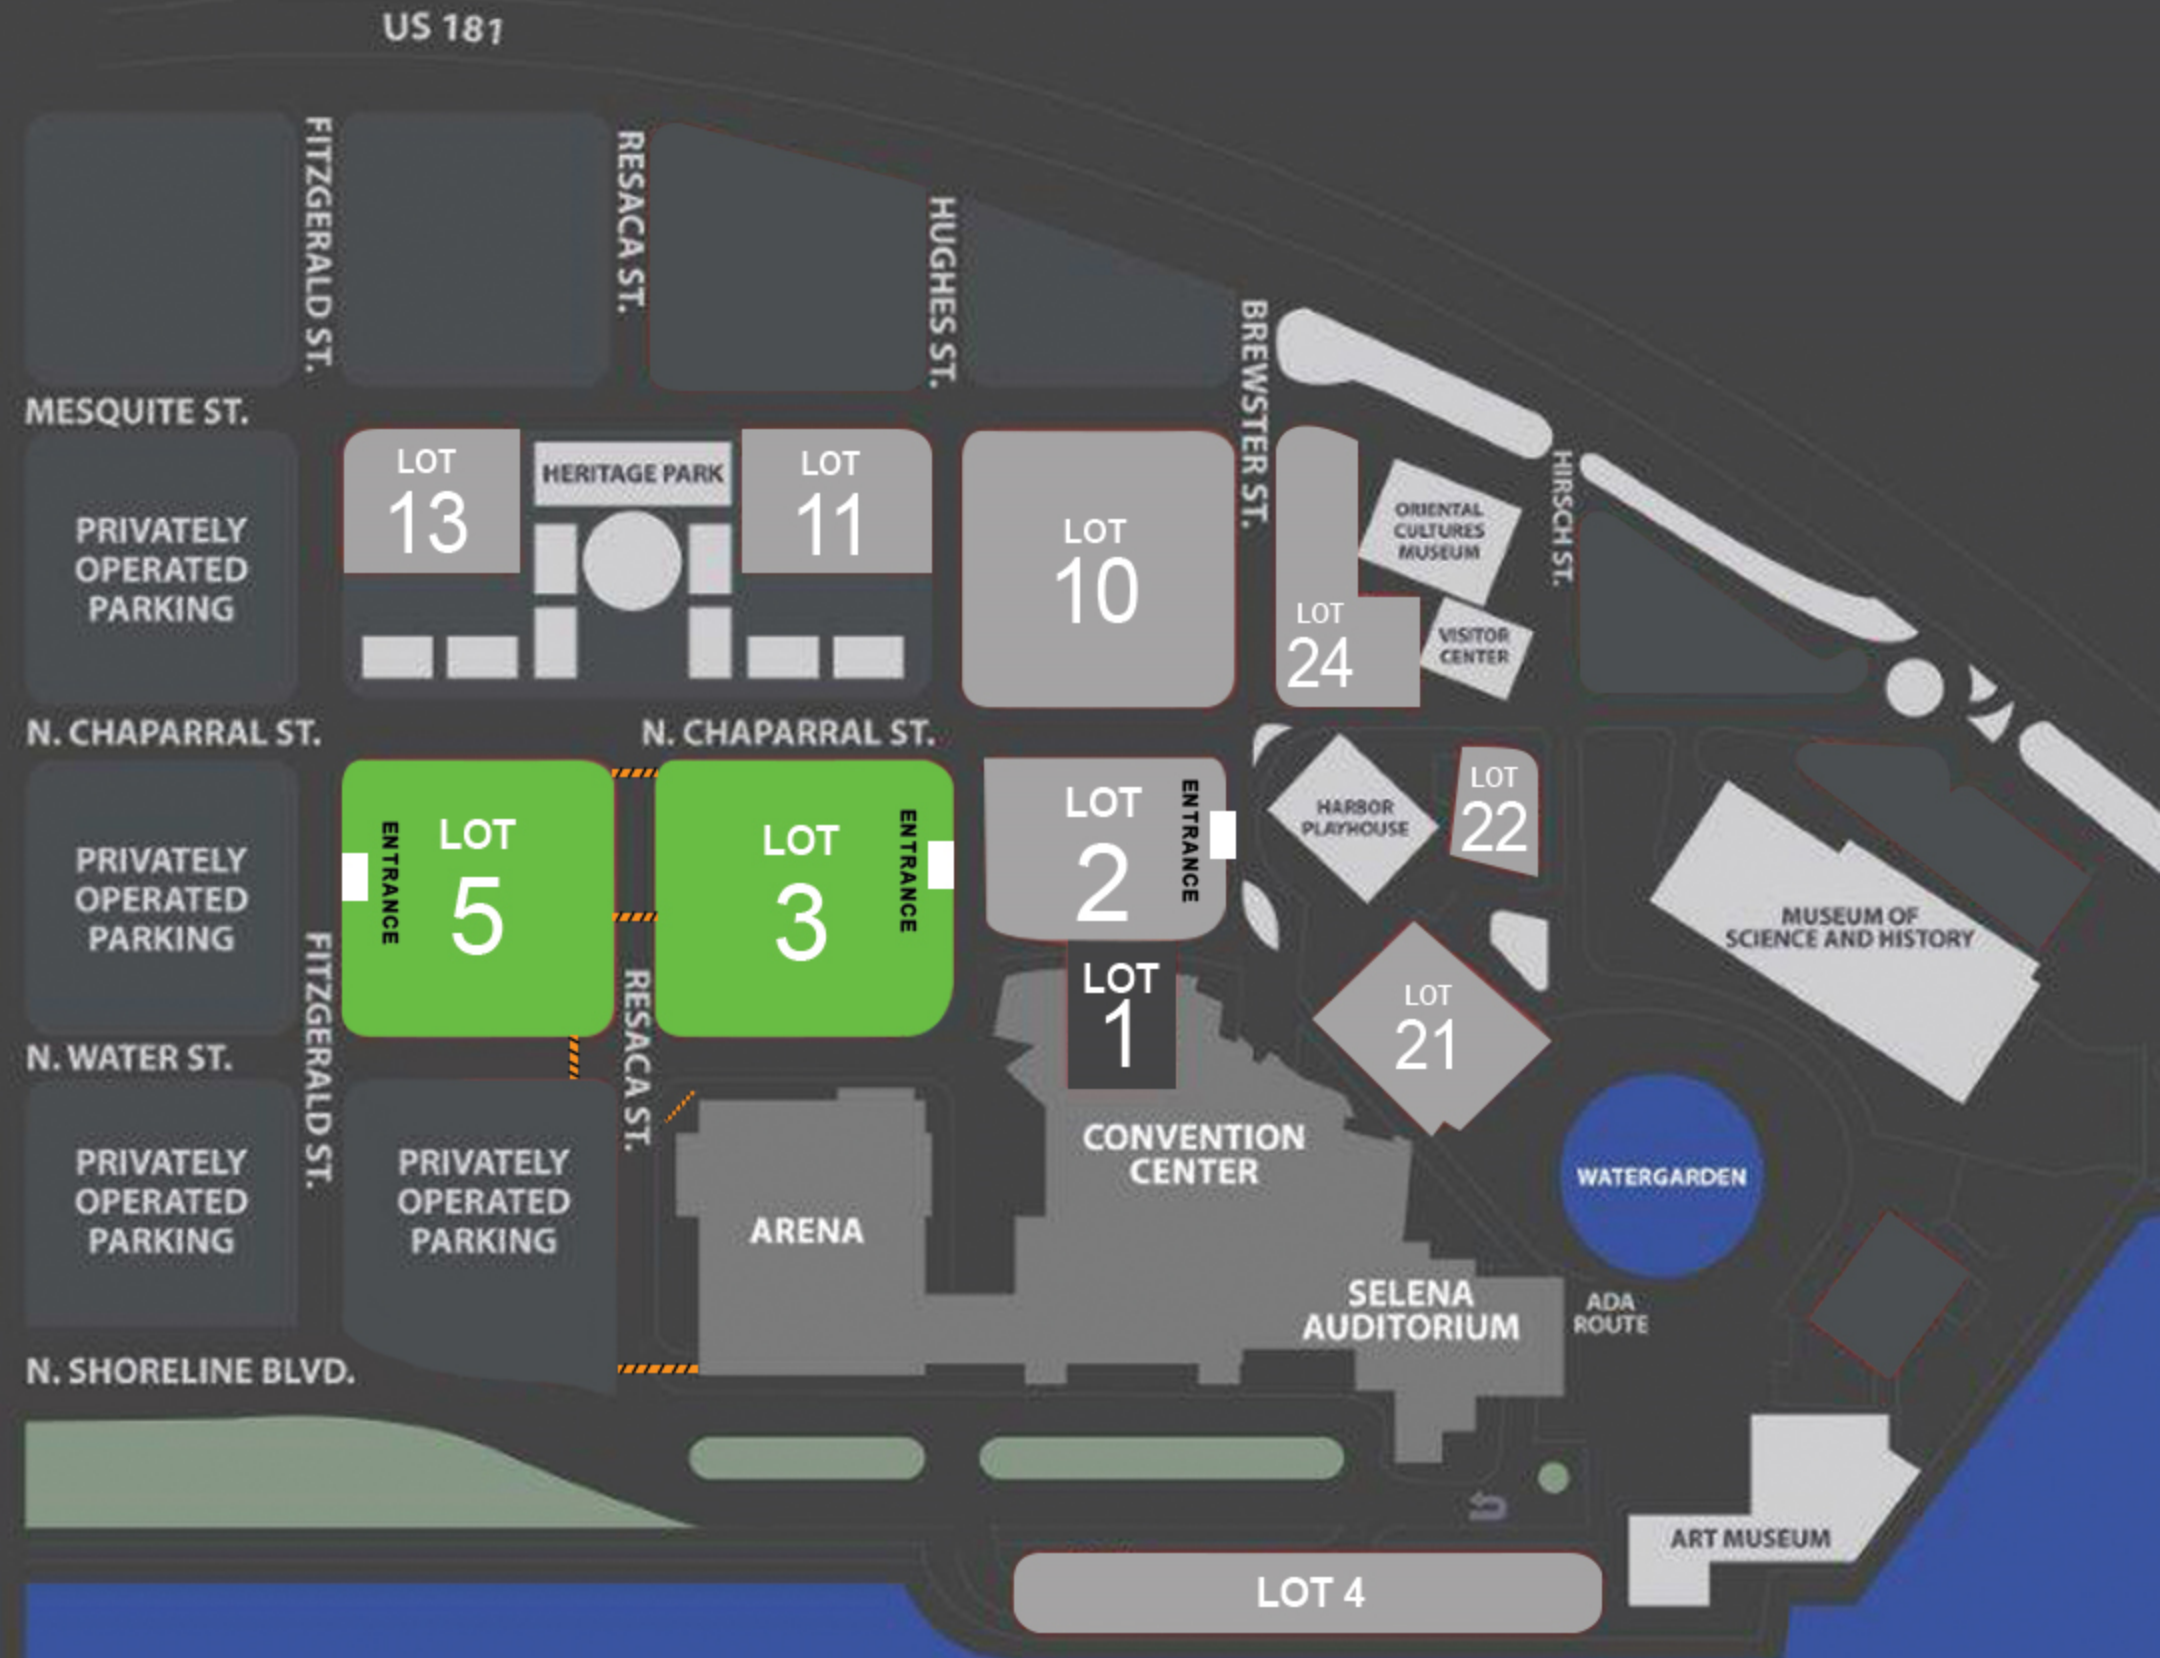 US 181
FITZGERALD ST.
RESACA ST.
HUGHES ST.
BREWSTER ST.
HIRSCH ST.
MESQUITE ST.
PRIVATELY
OPERATED
PARKING
LOT
13
HERITAGE PARK
LOT
11
LOT
10
LOT
24
ORIENTAL
CULTURES
MUSEUM
VISITOR
CENTER
N. CHAPARRAL ST.
N. CHAPARRAL ST.
PRIVATELY
OPERATED
PARKING
ENTRANCE
LOT
5
LOT
3
ENTRANCE
LOT
2
ENTRANCE
HARBOR
PLAYHOUSE
LOT
22
MUSEUM OF
SCIENCE AND HISTORY
FITZGERALD ST.
RESACA ST.
LOT
1
LOT
21
N. WATER ST.
PRIVATELY
OPERATED
PARKING
PRIVATELY
OPERATED
PARKING
ARENA
CONVENTION
CENTER
WATERGARDEN
SELENA
AUDITORIUM
ADA
ROUTE
N. SHORELINE BLVD.
ART MUSEUM
LOT 4